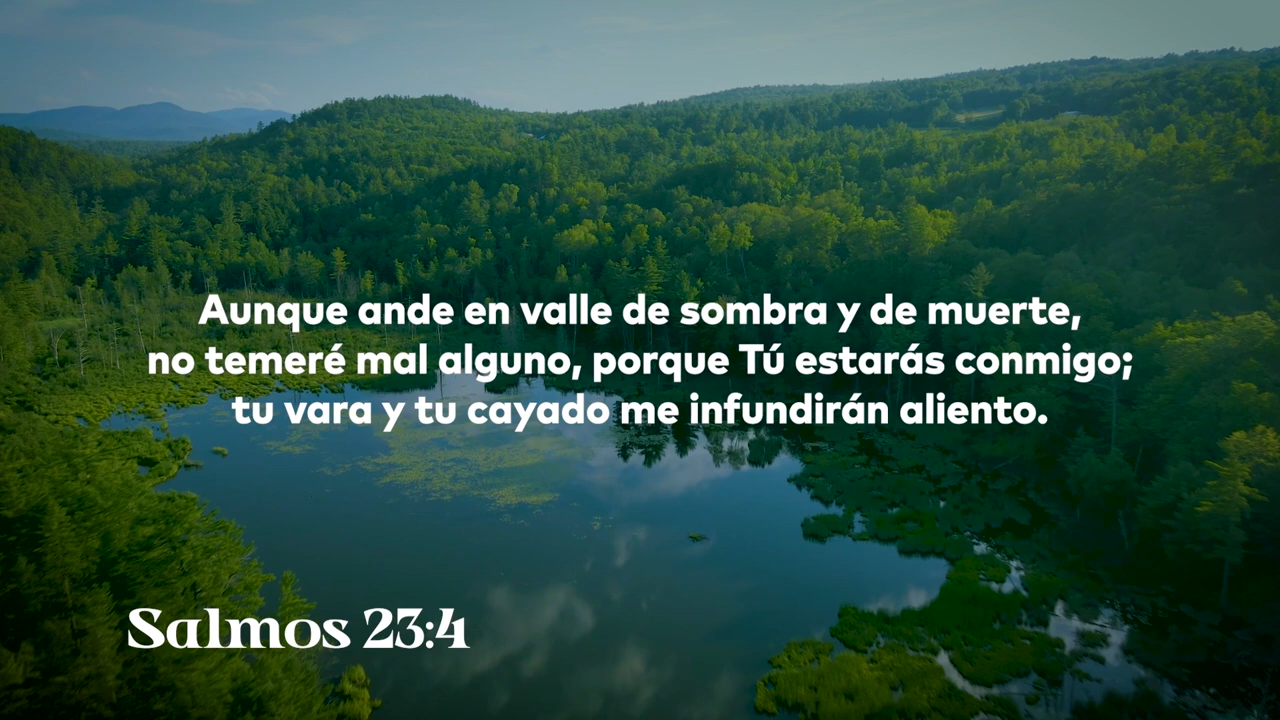 Aunque ande en valle de sombra y de muerte,
no temeré mal alguno, porque Tú estarás conmigo;
tu vara y tu cayado me infundirán aliento.
Salmos 23:4